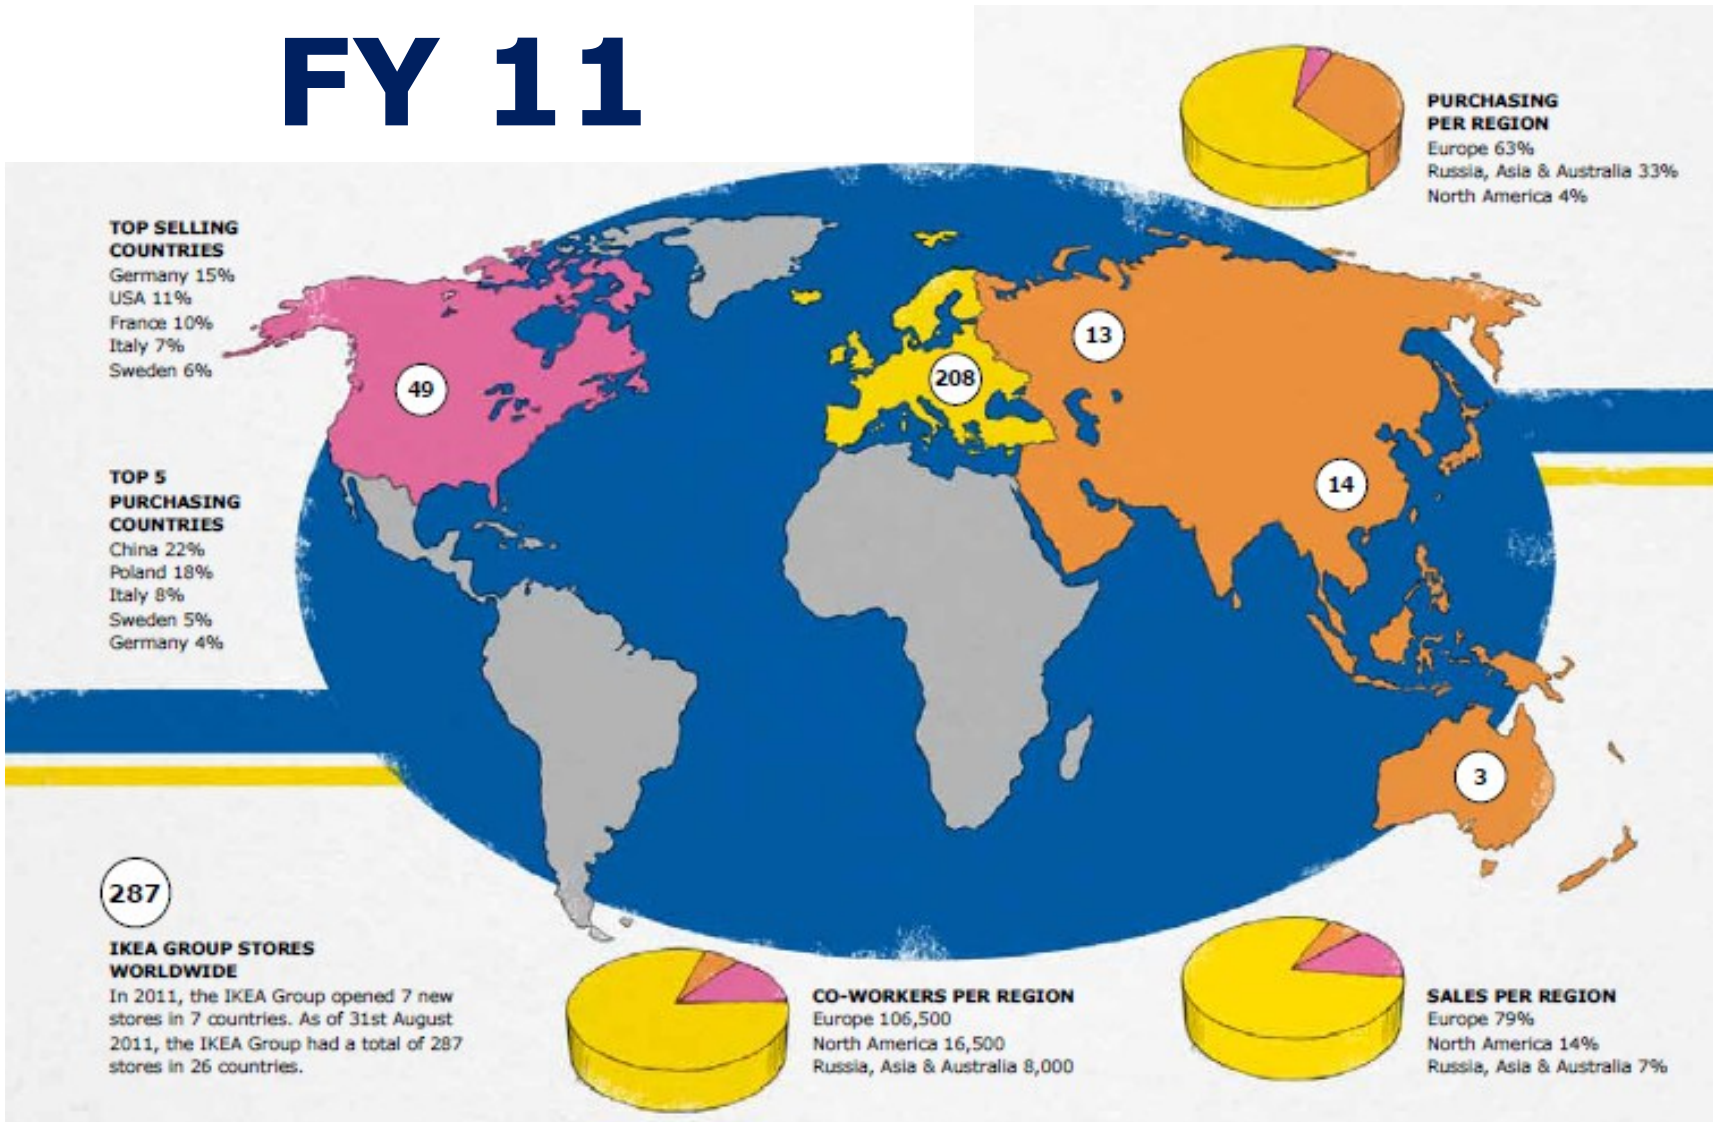 FY 11
PURCHASING
PER REGION
Europe 63%
Russia, Asia & Australia 33%
North America 4%
TOP SELLING
COUNTRIES
Germany 15%
USA 11%
France 10%
Italy 7%
Sweden 6%
13
208
49
14
TOP 5
PURCHASING
COUNTRIES
China 22%
Poland 18%
Italy 8%
Sweden 5%
Germany 4%
3
287
IKEA GROUP STORES
WORLDWIDE
In 2011, the IKEA Group opened 7 new
stores in 7 countries. As of 31st August
2011, the IKEA Group had a total of 287
stores in 26 countries.
CO-WORKERS PER REGION
Europe 106,500
North America 16,500
Russia, Asia & Australia 8,000
SALES PER REGION
Europe 79%
North America 14%
Russia, Asia & Australia 7%